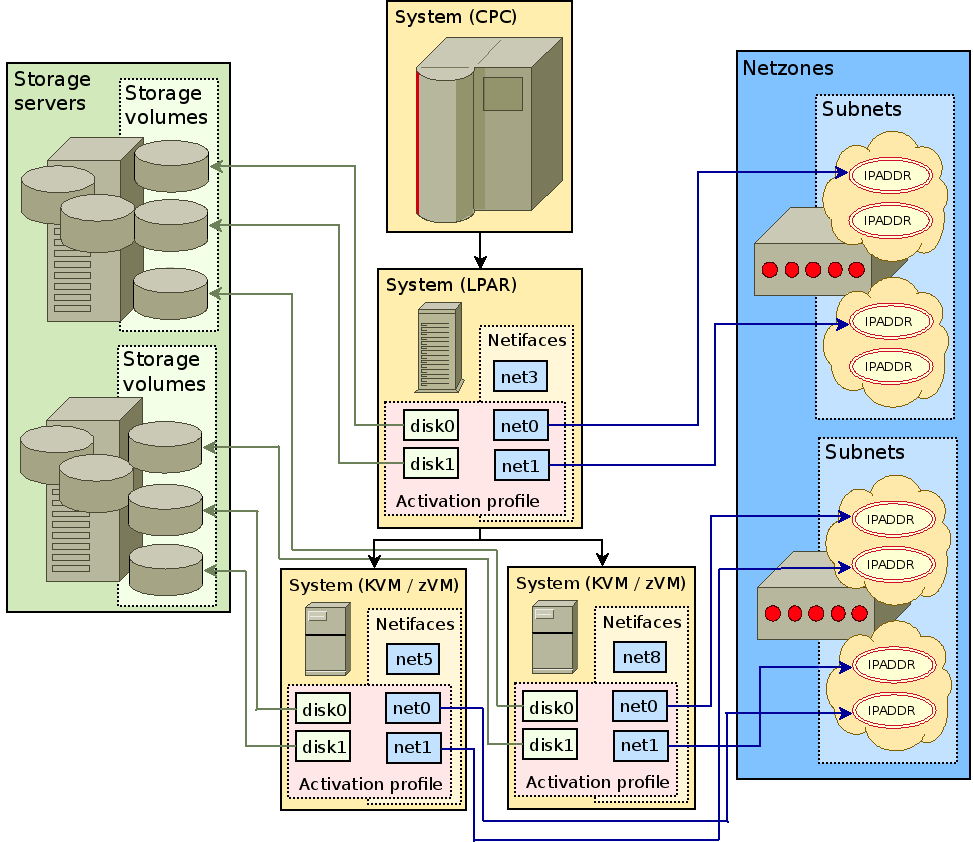 System (CPC)
Storage
servers
Storage
volumes
Storage
volumes
System (LPAR)
Netifaces
net3
disk0
net0
disk1
net1
Activation profile
System (KVM / zVM)
Netifaces
net5
disk0
net0
disk1
net1
Activation profile
System (KVM / zVM)
Netifaces
net8
disk0
net0
disk1
net1
Activation profile
Netzones
Subnets
IPADDR
IPADDR
IPADDR
IPADDR
Subnets
IPADDR
IPADDR
IPADDR
IPADDR